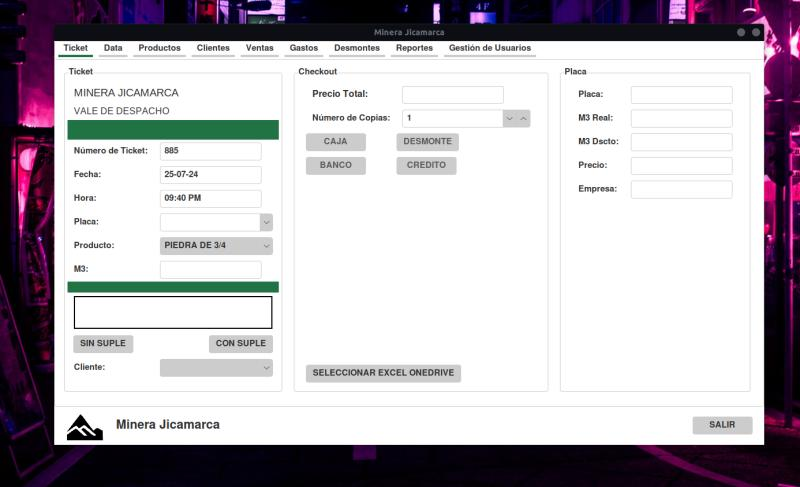 4F
Minera Jicamarca
Ticket Data Productos Clientes Ventas Gastos Desmontes Reportes Gestión de Usuarios
Ticket
MINERA JICAMARCA
VALE DE DESPACHO
Número de Ticket: 885
Fecha: 25-07-24
Hora: 09:40 PM
Placa:
Producto: PIEDRA DE 3/4
M3:
SIN SUPLE CON SUPLE
Cliente:
Checkout
Precio Total:
Número de Copias: 1
CAJA DESMONTE
BANCO CREDITO
SELECCIONAR EXCEL ONEDRIVE
Placa
Placa:
M3 Real:
M3 Dscto:
Precio:
Empresa:
Minera Jicamarca
SALIR